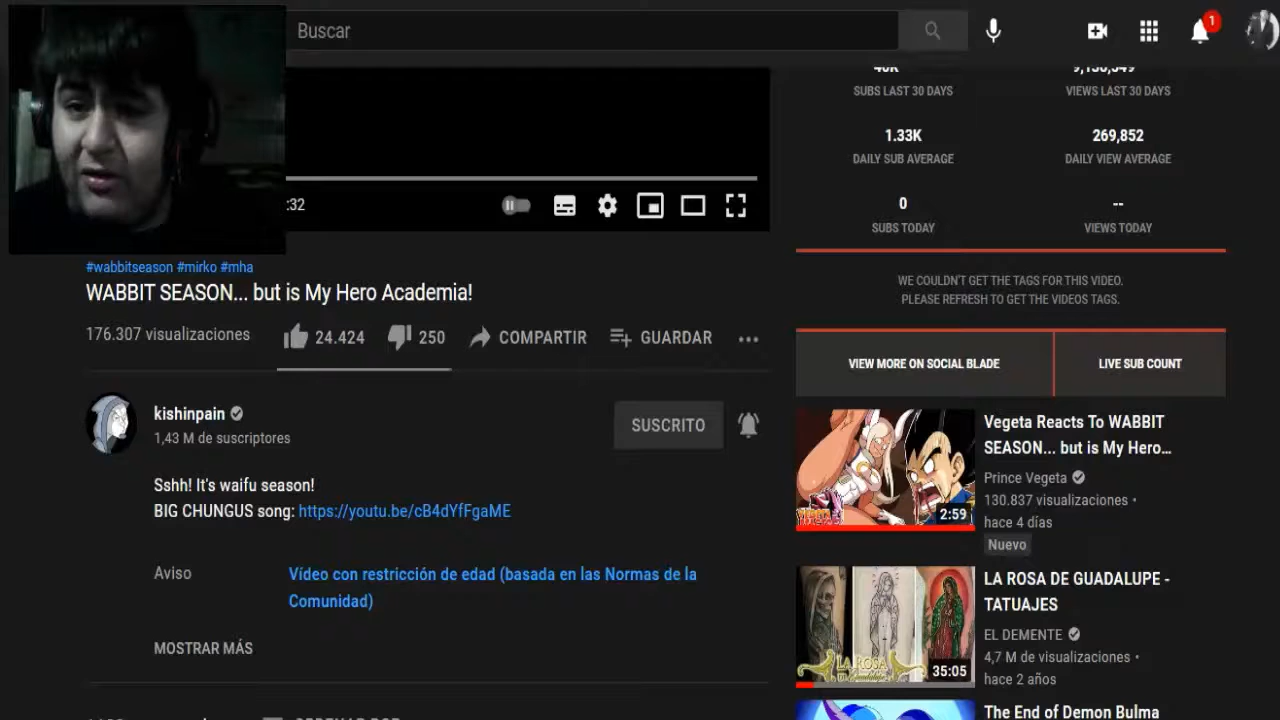 Buscar
1
40K
9,130,549
SUBS LAST 30 DAYS
VIEWS LAST 30 DAYS
1.33K
269,852
DAILY SUB AVERAGE
DAILY VIEW AVERAGE
0
--
SUBS TODAY
VIEWS TODAY
WE COULDN'T GET THE TAGS FOR THIS VIDEO.
PLEASE REFRESH TO GET THE VIDEOS TAGS.
VIEW MORE ON SOCIAL BLADE
LIVE SUB COUNT
:32
#wabbitseason #mirko #mha
WABBIT SEASON... but is My Hero Academia!
176.307 visualizaciones
24.424
250
COMPARTIR
GUARDAR
kishinpain
1,43 M de suscriptores
SUSCRITO
Sshh! It's waifu season!
BIG CHUNGUS song: https://youtu.be/cB4dYfFgaME
Aviso
Vídeo con restricción de edad (basada en las Normas de la
Comunidad)
MOSTRAR MÁS
Vegeta Reacts To WABBIT
SEASON... but is My Hero...
Prince Vegeta
130.837 visualizaciones •
hace 4 días
Nuevo
2:59
LA ROSA DE GUADALUPE -
TATUAJES
EL DEMENTE
4,7 M de visualizaciones •
hace 2 años
LA ROSA
35:05
The End of Demon Bulma